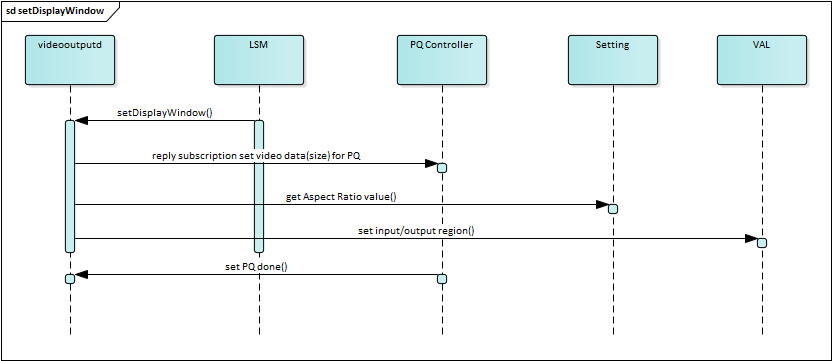 sd setDisplayWindow
videooutputd
LSM
PQ Controller
Setting
VAL
setDisplayWindow()
reply subscription set video data(size) for PQ
get Aspect Ratio value()
set input/output region()
set PQ done()